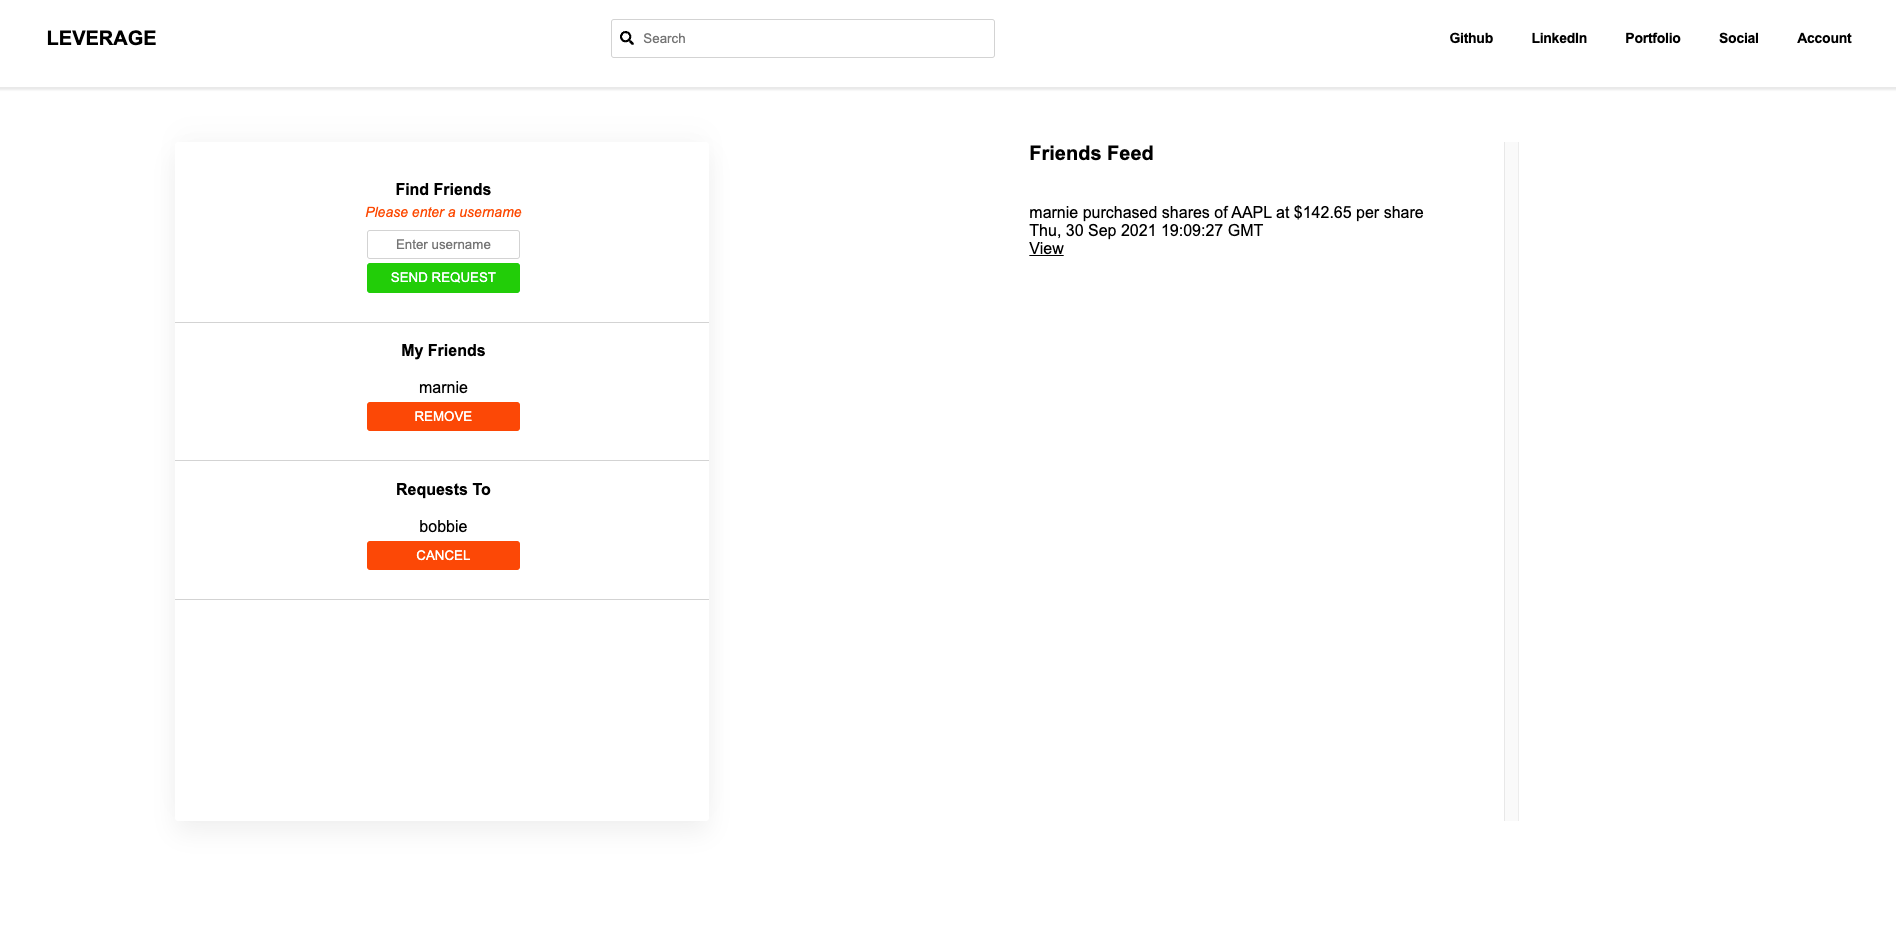 LEVERAGE
Search
Github
LinkedIn
Portfolio
Social
Account
Find Friends
Please enter a username
Enter username
SEND REQUEST
My Friends
marnie
REMOVE
Requests To
bobbie
CANCEL
Friends Feed
marnie purchased shares of AAPL at $142.65 per share
Thu, 30 Sep 2021 19:09:27 GMT
View